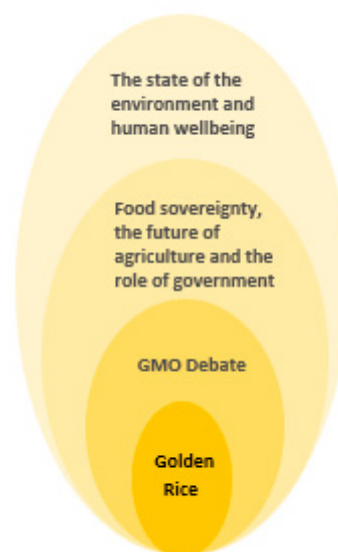 The state of the
environment and
human wellbeing
Food sovereignty,
the future of
agriculture and the
role of government
GMO Debate
Golden
Rice